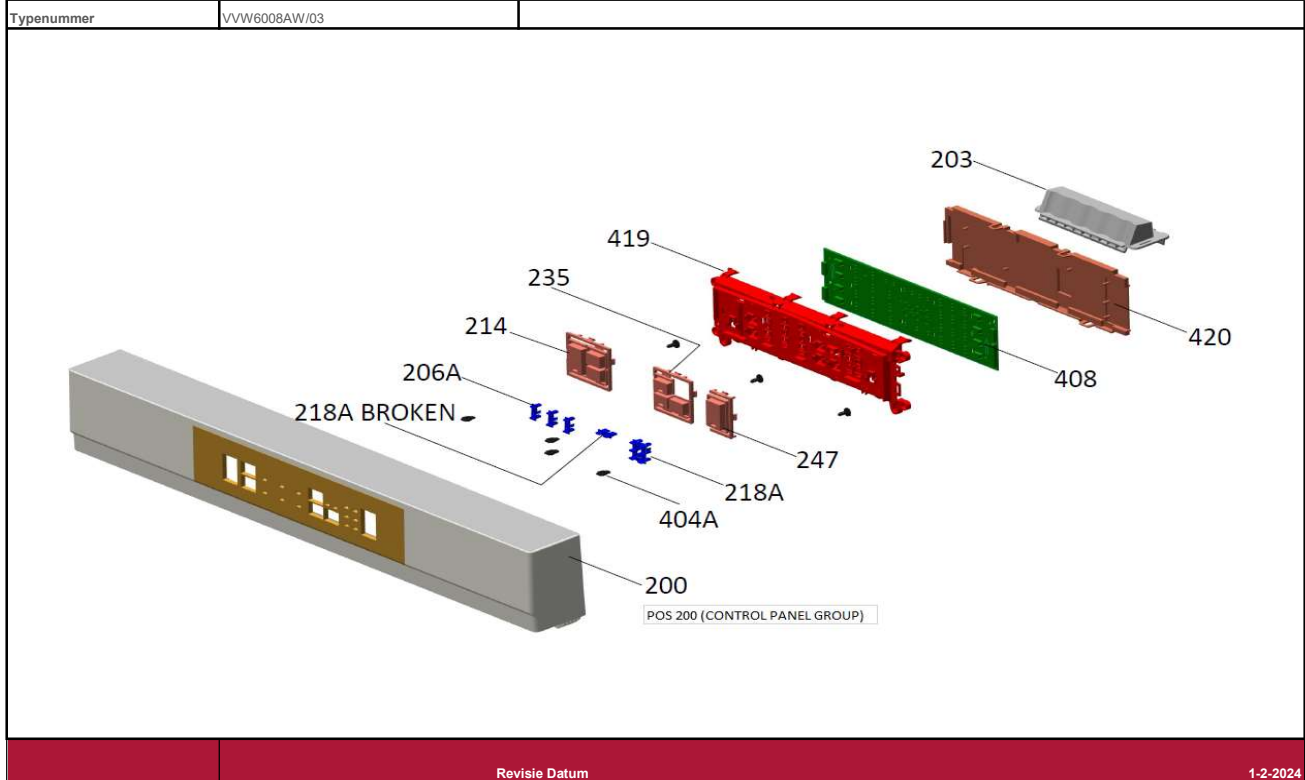 Typenummer VVW6008AW/03
203
419
235
214
420
408
206A
218A BROKEN
247
218A
404A
200
POS 200 (CONTROL PANEL GROUP)
Revisie Datum 1-2-2024